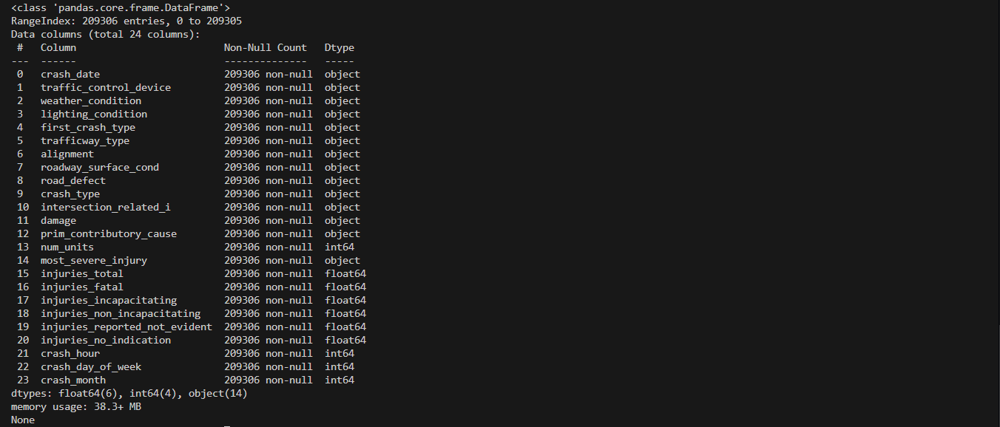 <class 'pandas.core.frame.DataFrame'>
RangeIndex: 209306 entries, 0 to 209305
Data columns (total 24 columns):
 #   Column                         Non-Null Count   Dtype
---  ------                         --------------   -----
 0   crash_date                     209306 non-null  object
 1   traffic_control_device         209306 non-null  object
 2   weather_condition              209306 non-null  object
 3   lighting_condition             209306 non-null  object
 4   first_crash_type               209306 non-null  object
 5   trafficway_type                209306 non-null  object
 6   alignment                      209306 non-null  object
 7   roadway_surface_cond           209306 non-null  object
 8   road_defect                    209306 non-null  object
 9   crash_type                     209306 non-null  object
 10  intersection_related_i         209306 non-null  object
 11  damage                         209306 non-null  object
 12  prim_contributory_cause        209306 non-null  object
 13  num_units                      209306 non-null  int64
 14  most_severe_injury             209306 non-null  object
 15  injuries_total                 209306 non-null  float64
 16  injuries_fatal                 209306 non-null  float64
 17  injuries_incapacitating        209306 non-null  float64
 18  injuries_non_incapacitating    209306 non-null  float64
 19  injuries_reported_not_evident  209306 non-null  float64
 20  injuries_no_indication         209306 non-null  float64
 21  crash_hour                     209306 non-null  int64
 22  crash_day_of_week              209306 non-null  int64
 23  crash_month                    209306 non-null  int64
dtypes: float64(6), int64(4), object(14)
memory usage: 38.3+ MB
None